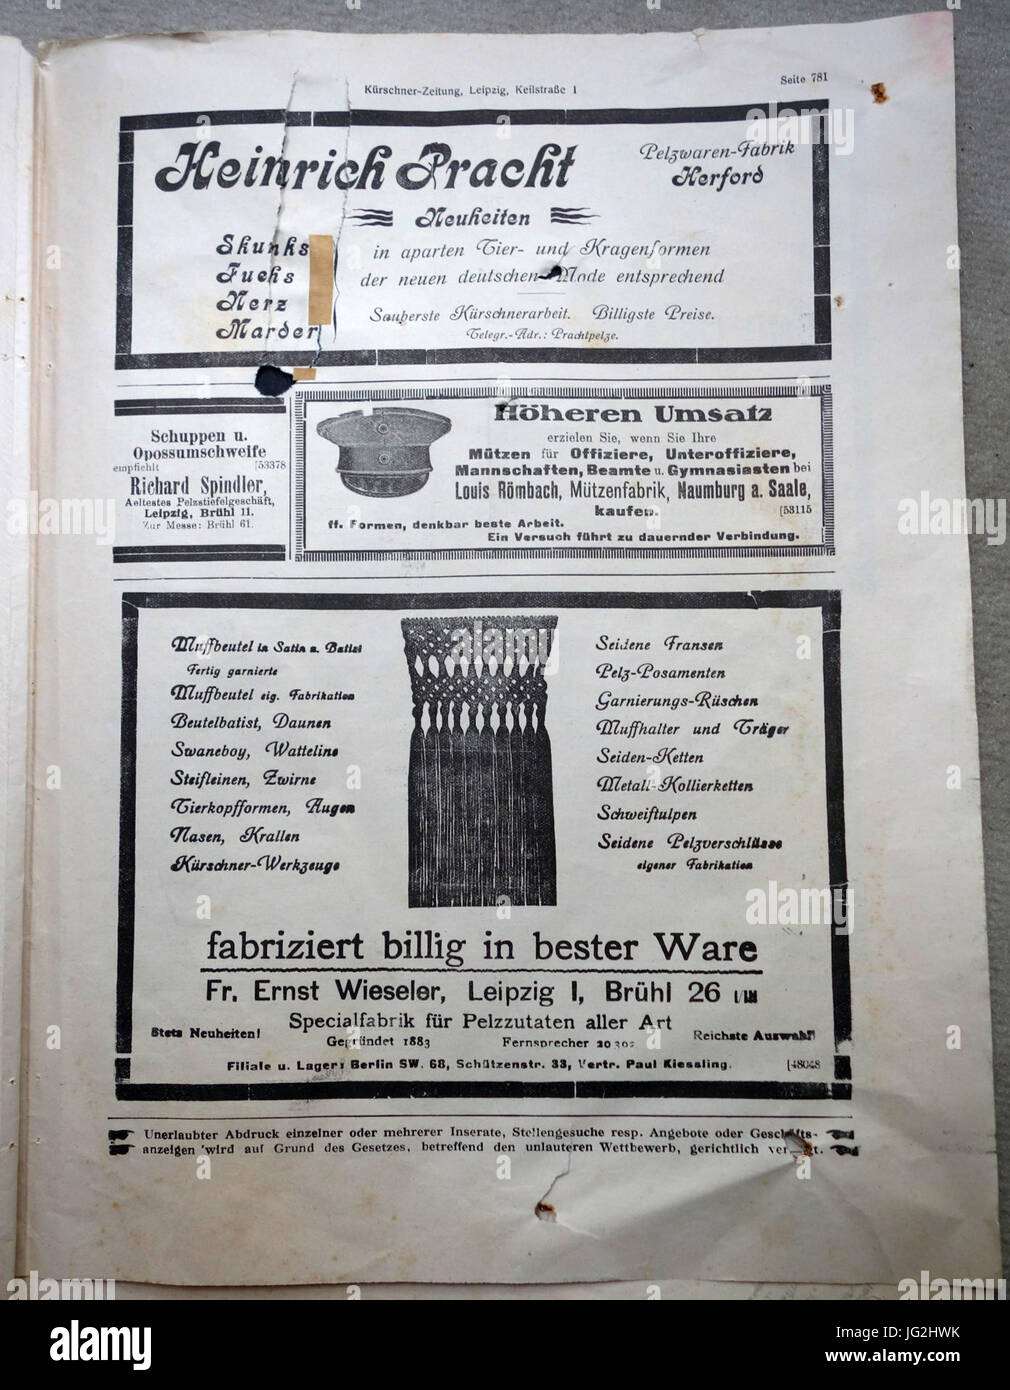 Kürschner-Zeitung, Leipzig, Keilstraße 1
Seite 781
Heinrich Pracht
Pelzwaren-Fabrik
Herford
Neuheiten
Skunks
Fuchs
Nerz
Marder
in aparten Tier- und Kragenformen
der neuen deutschen Mode entsprechend
Sauberste Kürschnerarbeit. Billigste Preise.
Telegr.-Adr.: Prachtpelze.
Schuppen u.
Opossumschweife
empfiehlt [53378
Richard Spindler,
Aeltestes Pelzstiefelgeschäft,
Leipzig, Brühl 11.
Zur Messe: Brühl 61.
Höheren Umsatz
erzielen Sie, wenn Sie Ihre
Mützen für Offiziere, Unteroffiziere,
Mannschaften, Beamte u. Gymnasiasten bei
Louis Römbach, Mützenfabrik, Naumburg a. Saale,
kaufen. [53115
ff. Formen, denkbar beste Arbeit.
Ein Versuch führt zu dauernder Verbindung.
Muffbeutel in Satin u. Batist
Fertig garnierte
Muffbeutel eig. Fabrikation
Beutelbatist, Daunen
Swaneboy, Watteline
Steifleinen, Zwirne
Tierkopfformen, Augen
Nasen, Krallen
Kürschner-Werkzeuge
Seidene Fransen
Pelz-Posamenten
Garnierungs-Rüschen
Muffhalter und Träger
Seiden-Ketten
Metall-Kollierketten
Schweiftulpen
Seidene Pelzverschlüsse
eigener Fabrikation
fabriziert billig in bester Ware
Fr. Ernst Wieseler, Leipzig I, Brühl 26
Specialfabrik für Pelzzutaten aller Art
Stets Neuheiten!
Gegründet 1883
Fernsprecher
Reichste Auswahl!
Filiale u. Lager: Berlin SW. 68, Schützenstr. 33, Vertr. Paul Kiessling. [48048
Unerlaubter Abdruck einzelner oder mehrerer Inserate, Stellengesuche resp. Angebote oder Geschäfts-
anzeigen wird auf Grund des Gesetzes, betreffend den unlauteren Wettbewerb, gerichtlich
alamy
alamy
Image ID: JG2HWK
www.alamy.com